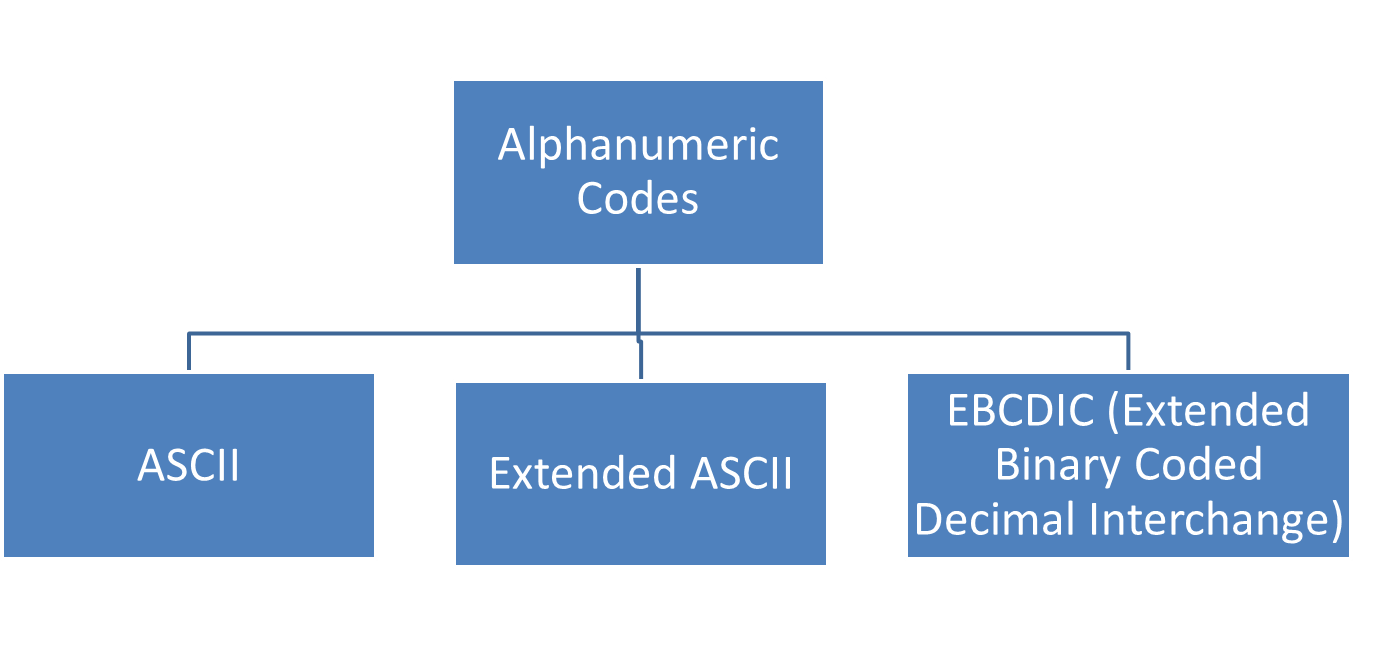 Alphanumeric
Codes
ASCII
Extended ASCII
EBCDIC (Extended
Binary Coded
Decimal Interchange)